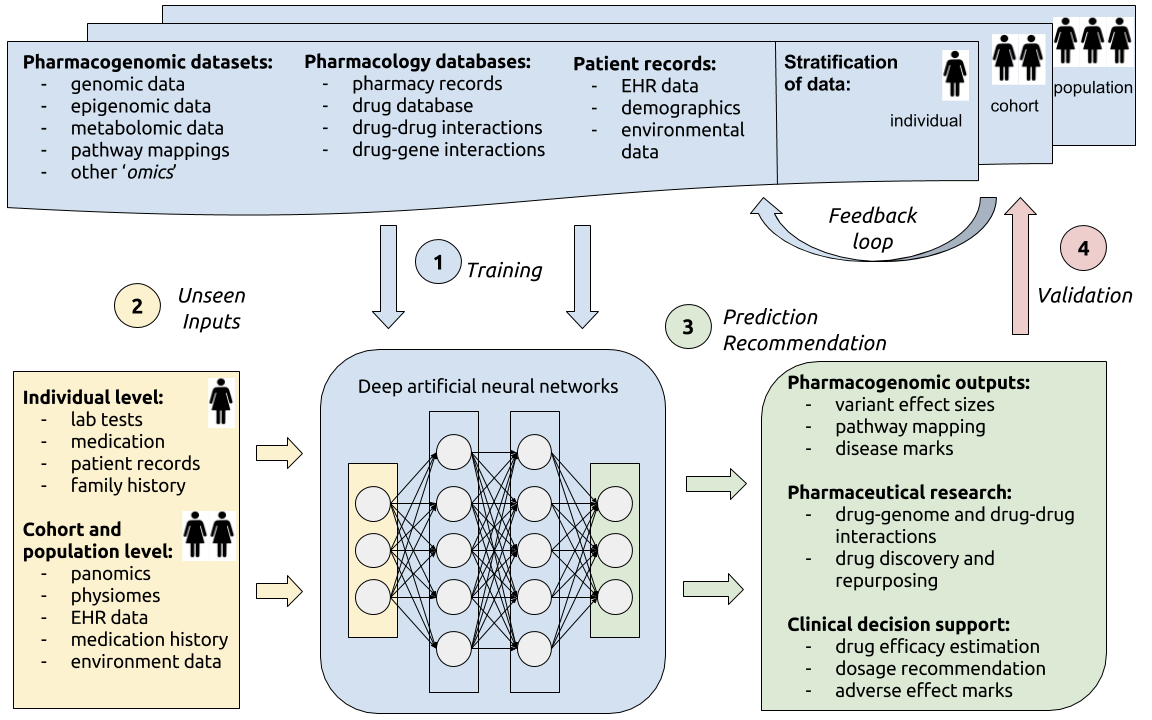 Pharmacogenomic datasets:
- genomic data
- epigenomic data
- metabolomic data
- pathway mappings
- other ‘omics’
Pharmacology databases:
- pharmacy records
- drug database
- drug-drug interactions
- drug-gene interactions
Patient records:
- EHR data
- demographics
- environmental
data
Stratification
of data:
individual
cohort
population
1
Training
Feedback
loop
4
Validation
2
Unseen
Inputs
3
Prediction
Recommendation
Individual level:
- lab tests
- medication
- patient records
- family history
Cohort and
population level:
- panomics
- physiomes
- EHR data
- medication history
- environment data
Deep artificial neural networks
Pharmacogenomic outputs:
- variant effect sizes
- pathway mapping
- disease marks
Pharmaceutical research:
- drug-genome and drug-drug
interactions
- drug discovery and
repurposing
Clinical decision support:
- drug efficacy estimation
- dosage recommendation
- adverse effect marks